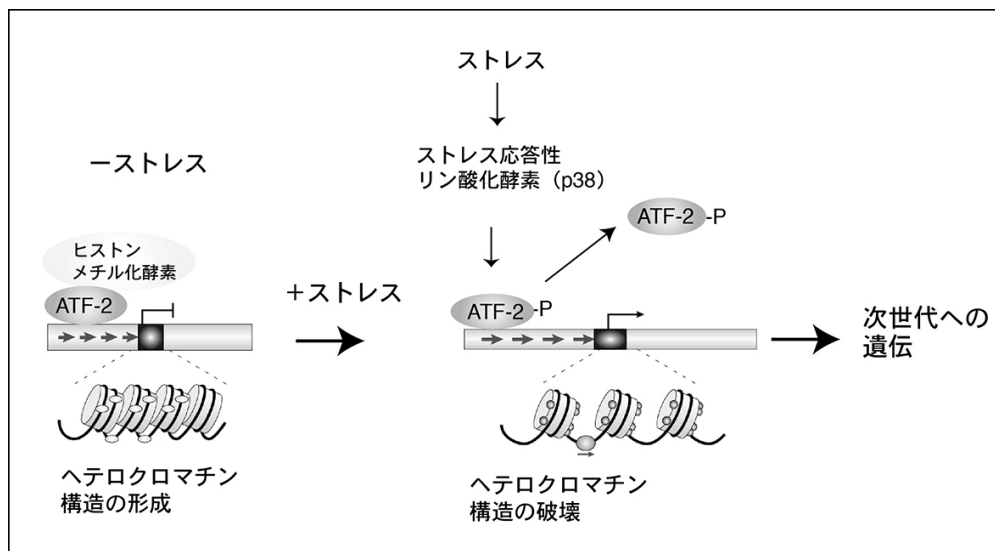 ストレス
ストレス応答性
リン酸化酵素（p38）
ーストレス
ATF-2-P
ヒストン
メチル化酵素
ATF-2
＋ストレス
ATF-2-P
次世代への
遺伝
ヘテロクロマチン
構造の形成
ヘテロクロマチン
構造の破壊